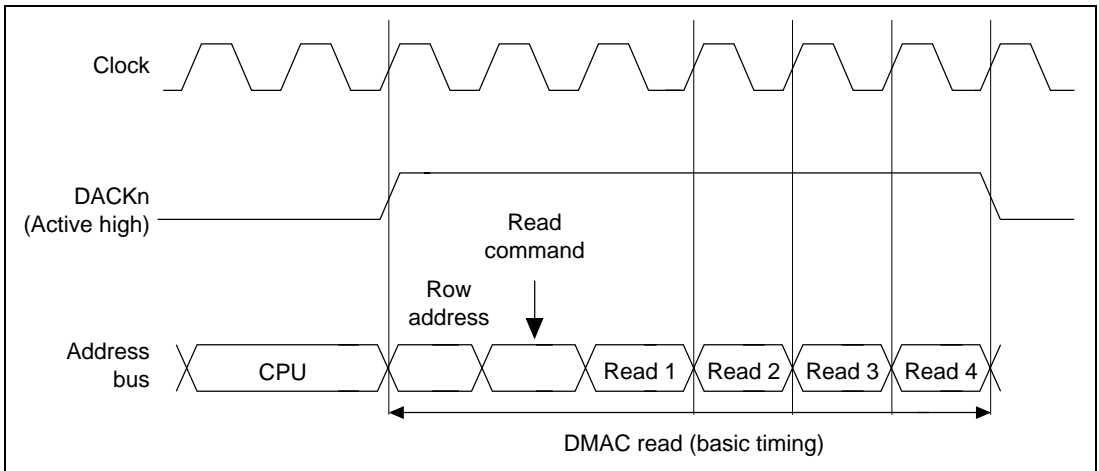 Clock
DACKn
(Active high)
Read
command
Row
address
Address
bus
CPU
Read 1
Read 2
Read 3
Read 4
DMAC read (basic timing)